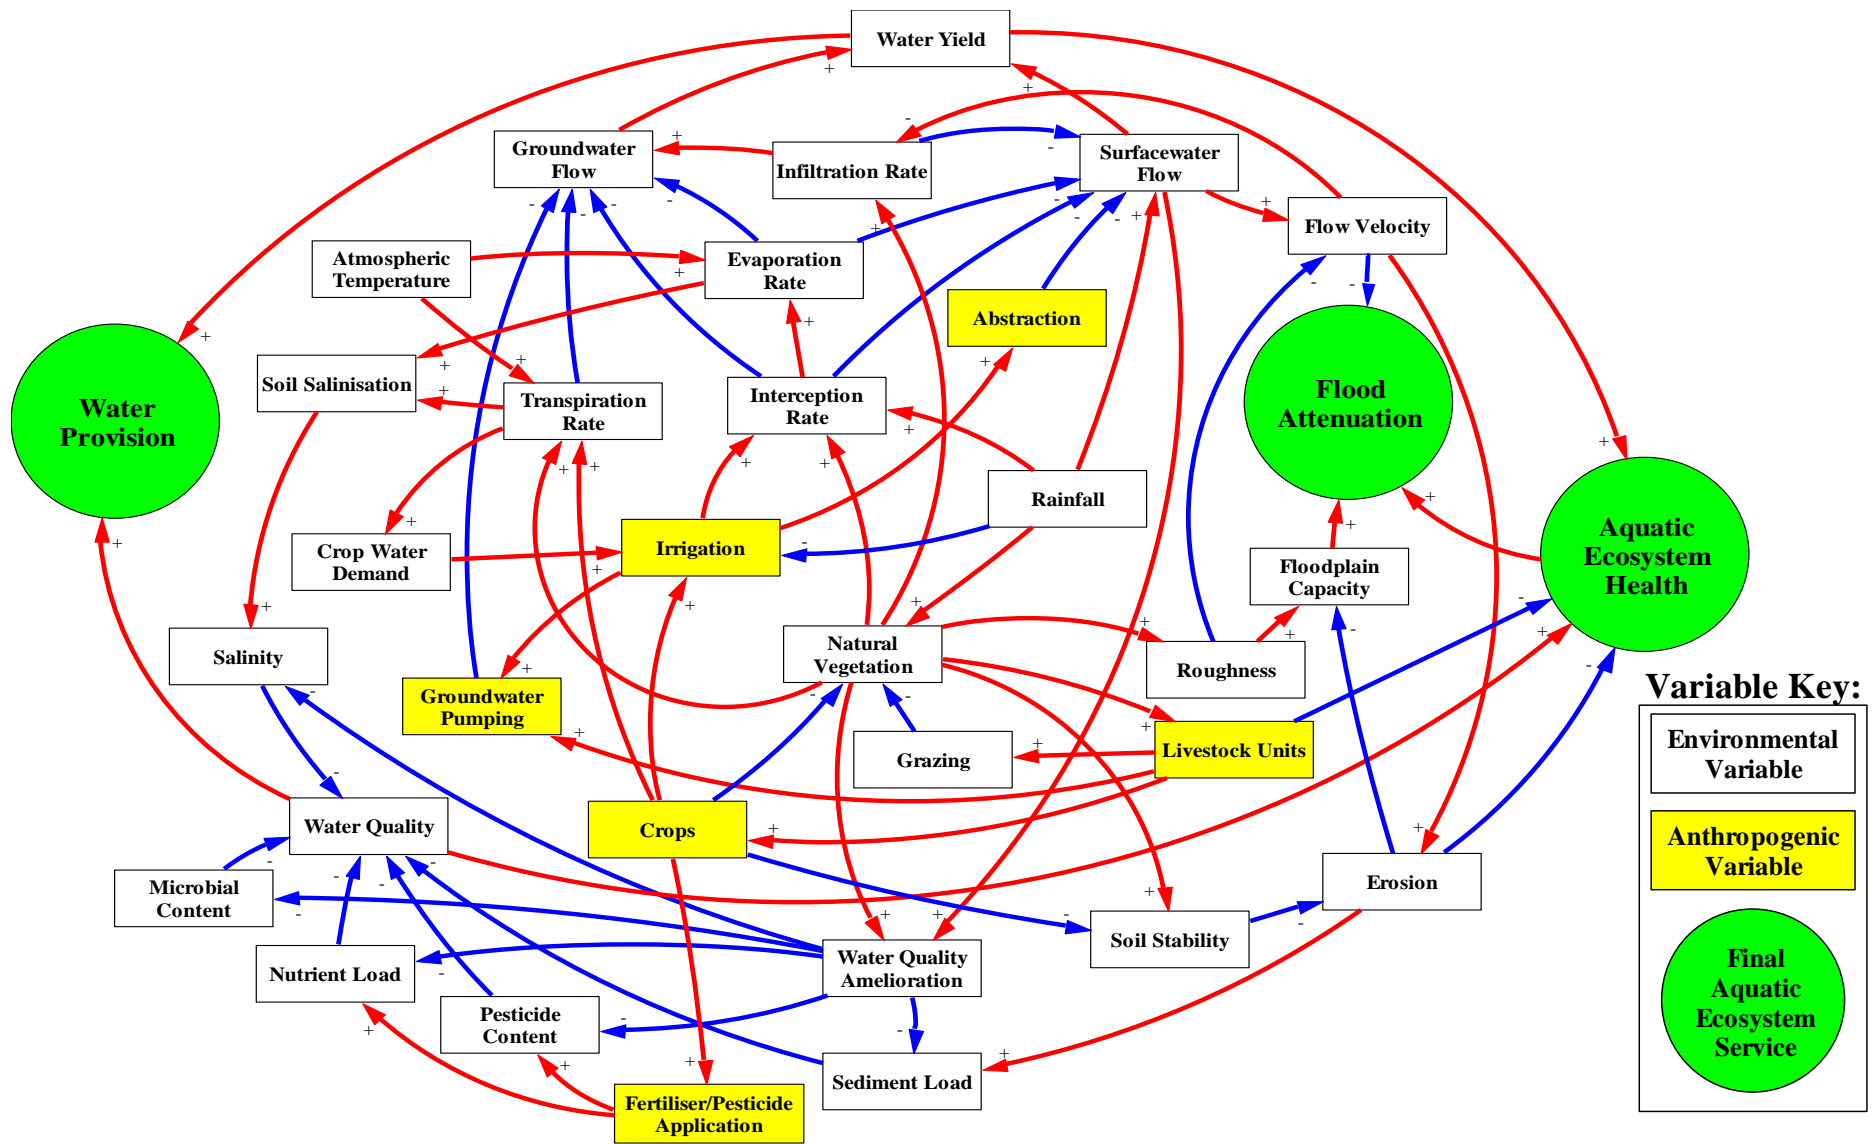 Water Yield
Groundwater
Flow
Infiltration Rate
Surfacewater
Flow
Flow Velocity
Atmospheric
Temperature
Evaporation
Rate
Abstraction
Water
Provision
Soil Salinisation
Transpiration
Rate
Interception
Rate
Flood
Attenuation
Rainfall
Crop Water
Demand
Irrigation
Floodplain
Capacity
Aquatic
Ecosystem
Health
Salinity
Natural
Vegetation
Roughness
Groundwater
Pumping
Grazing
Livestock Units
Water Quality
Crops
Microbial
Content
Erosion
Soil Stability
Nutrient Load
Water Quality
Amelioration
Pesticide
Content
Sediment Load
Fertiliser/Pesticide
Application
Variable Key:
Environmental
Variable
Anthropogenic
Variable
Final
Aquatic
Ecosystem
Service